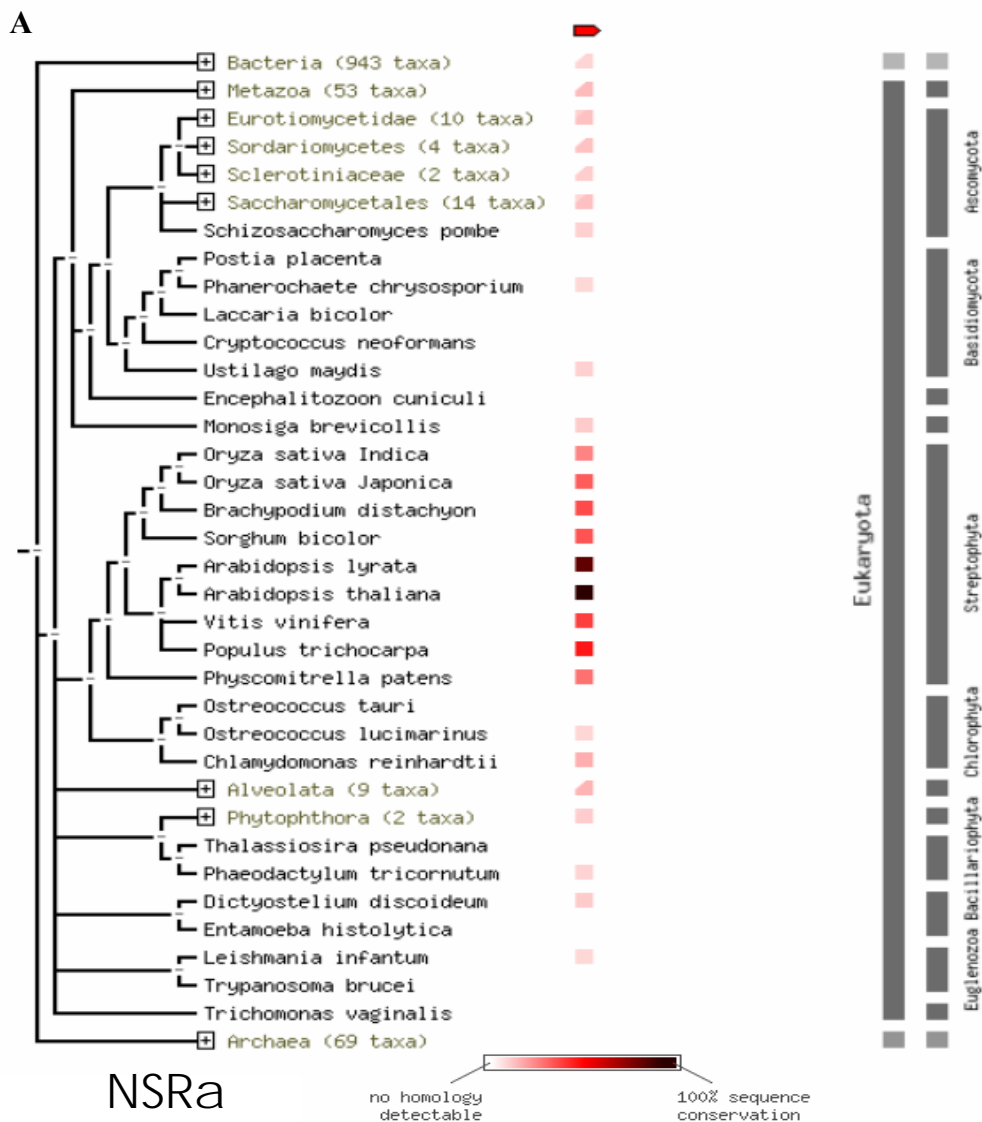 A
Bacteria (943 taxa)
Metazoa (53 taxa)
Eurotiomycetidae (10 taxa)
Sordariomycetes (4 taxa)
Sclerotiniaceae (2 taxa)
Saccharomycetales (14 taxa)
Schizosaccharomyces pombe
Postia placenta
Phanerochaete chrysosporium
Laccaria bicolor
Cryptococcus neoformans
Ustilago maydis
Encephalitozoon cuniculi
Monosiga brevicollis
Oryza sativa Indica
Oryza sativa Japonica
Brachypodium distachyon
Sorghum bicolor
Arabidopsis lyrata
Arabidopsis thaliana
Vitis vinifera
Populus trichocarpa
Physcomitrella patens
Ostreococcus tauri
Ostreococcus lucimarinus
Chlamydomonas reinhardtii
Alveolata (9 taxa)
Phytophthora (2 taxa)
Thalassiosira pseudonana
Phaeodactylum tricornutum
Dictyostelium discoideum
Entamoeba histolytica
Leishmania infantum
Trypanosoma brucei
Trichomonas vaginalis
Archaea (69 taxa)
Eukaryota
Ascomycota
Basidiomycota
Streptophyta
Chlorophyta
Bacillariophyta
Euglenozoa
NSRa
no homology
detectable
100% sequence
conservation